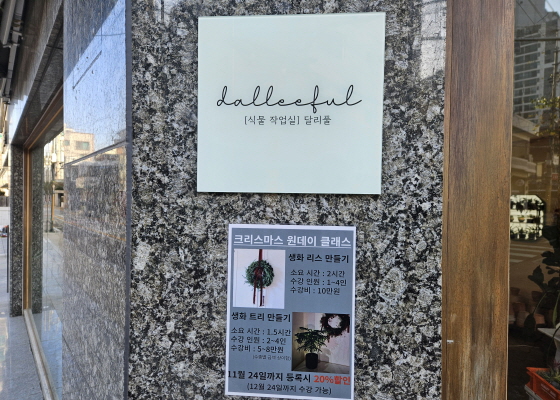 dalleeful
[식물 작업실] 달리풀
크리스마스 원데이 클래스
생화 리스 만들기
소요 시간 : 2시간
수강 인원 : 1~4인
수강비 : 10만원
생화 트리 만들기
소요 시간 : 1.5시간
수강 인원 : 2~4인
수강비 : 5~8만원
11월 24일까지 등록시 20%할인
(12월 24일까지 수강 가능)